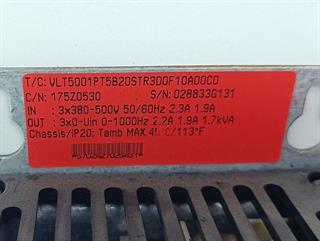 T/C: VLT5001PT5B20STR3D0F10A00C0
C/N: 175Z0530 S/N: 028833G131
IN : 3x380-500V 50/60Hz 2.3A 1.9A
OUT : 3x0-Uin 0-1000Hz 2.2A 1.9A 1.7kVA
Chassis/IP20: Tamb MAX.45°C/113°F